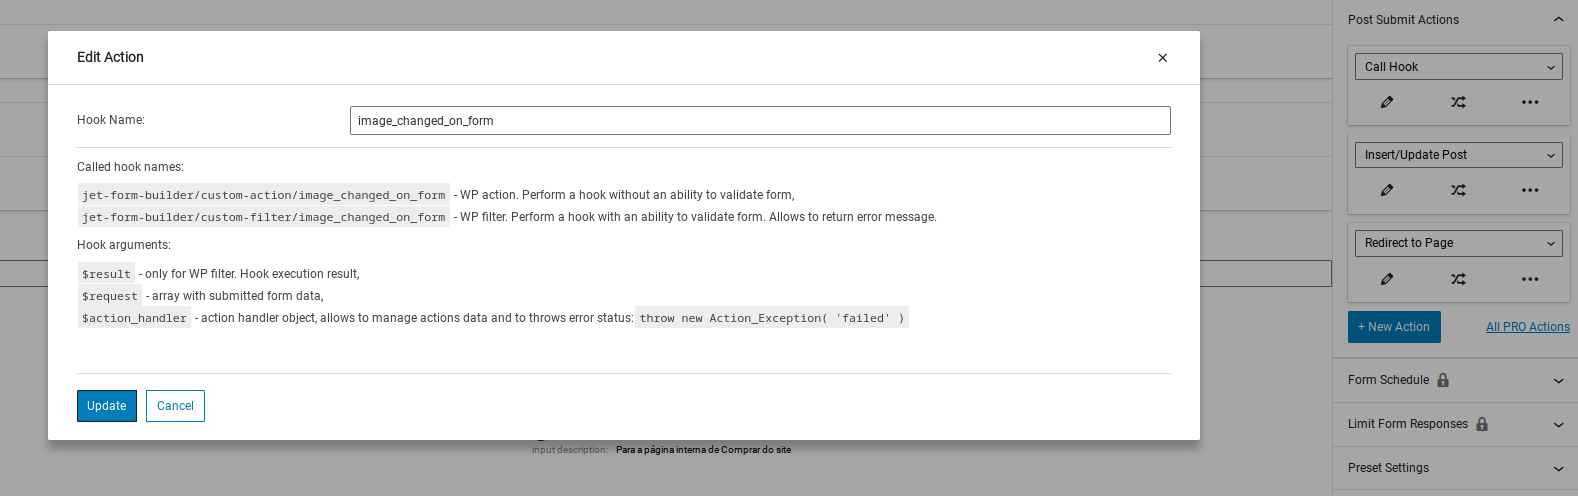 Edit Action
Hook Name:
image_changed_on_form
Called hook names:
jet-form-builder/custom-action/image_changed_on_form - WP action. Perform a hook without an ability to validate form,
jet-form-builder/custom-filter/image_changed_on_form - WP filter. Perform a hook with an ability to validate form. Allows to return error message.
Hook arguments:
$result - only for WP filter. Hook execution result,
$request - array with submitted form data,
$action_handler - action handler object, allows to manage actions data and to throws error status: throw new Action_Exception( 'failed' )
Update
Cancel
Input description: Para a página interna de Comprar do site
Post Submit Actions
Call Hook
Insert/Update Post
Redirect to Page
+ New Action
All PRO Actions
Form Schedule
Limit Form Responses
Preset Settings